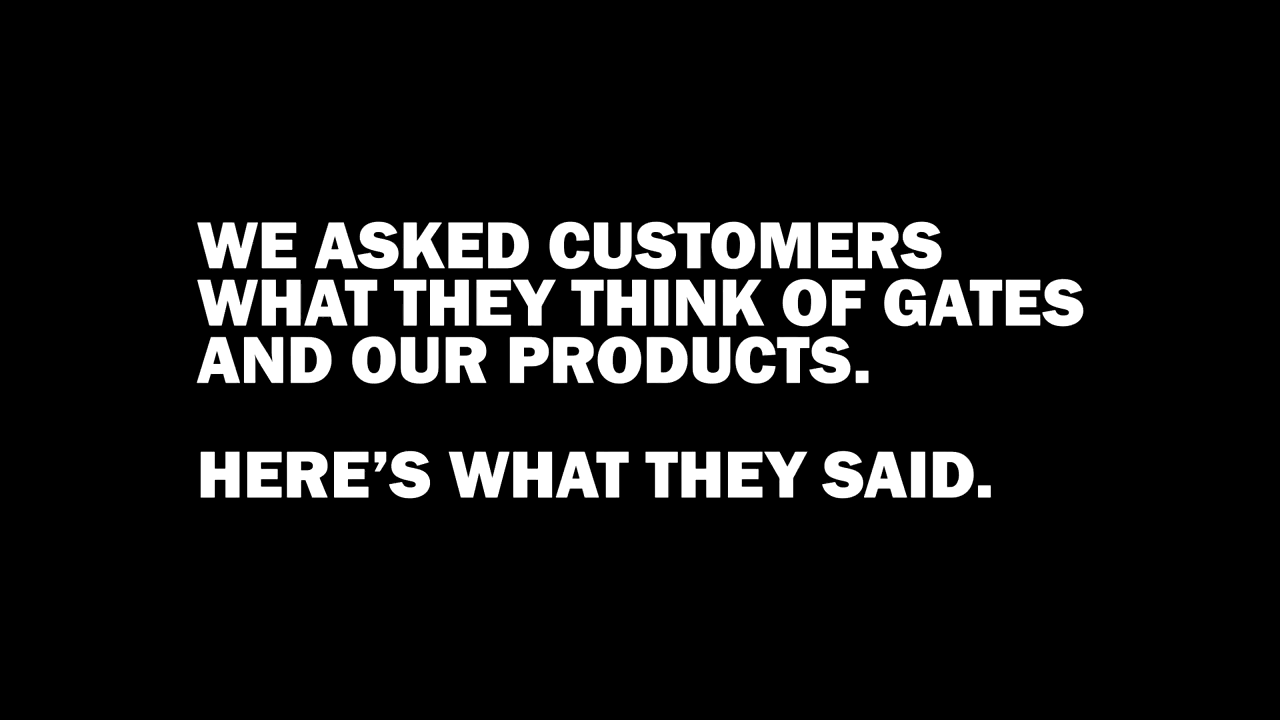 WE ASKED CUSTOMERS
WHAT THEY THINK OF GATES
AND OUR PRODUCTS.
HERE’S WHAT THEY SAID.